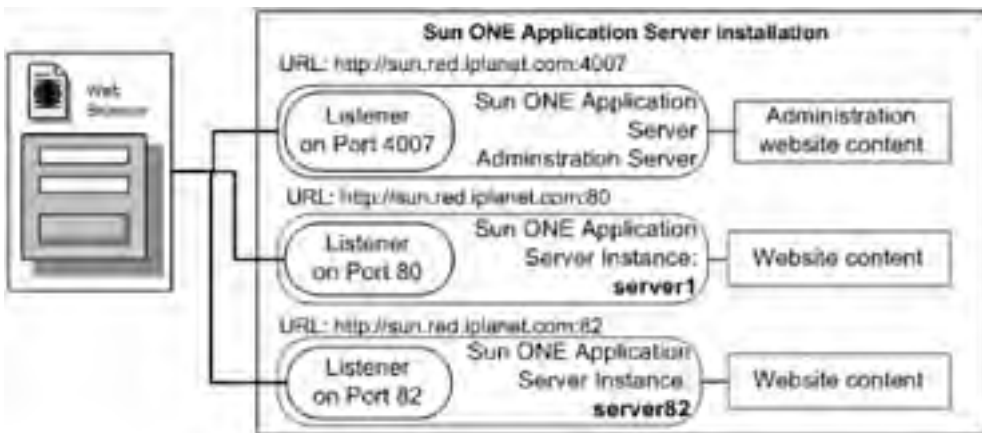 Sun ONE Application Server installation
Web
Browser
URL: http://sun.red.iplanet.com:4007
Listener
on Port 4007
Sun ONE Application
Server
Adminstration Server
Administration
website content
URL: http://sun.red.iplanet.com:80
Listener
on Port 80
Sun ONE Application
Server Instance:
server1
Website content
URL: http://sun.red.iplanet.com:82
Listener
on Port 82
Sun ONE Application
Server Instance:
server82
Website content